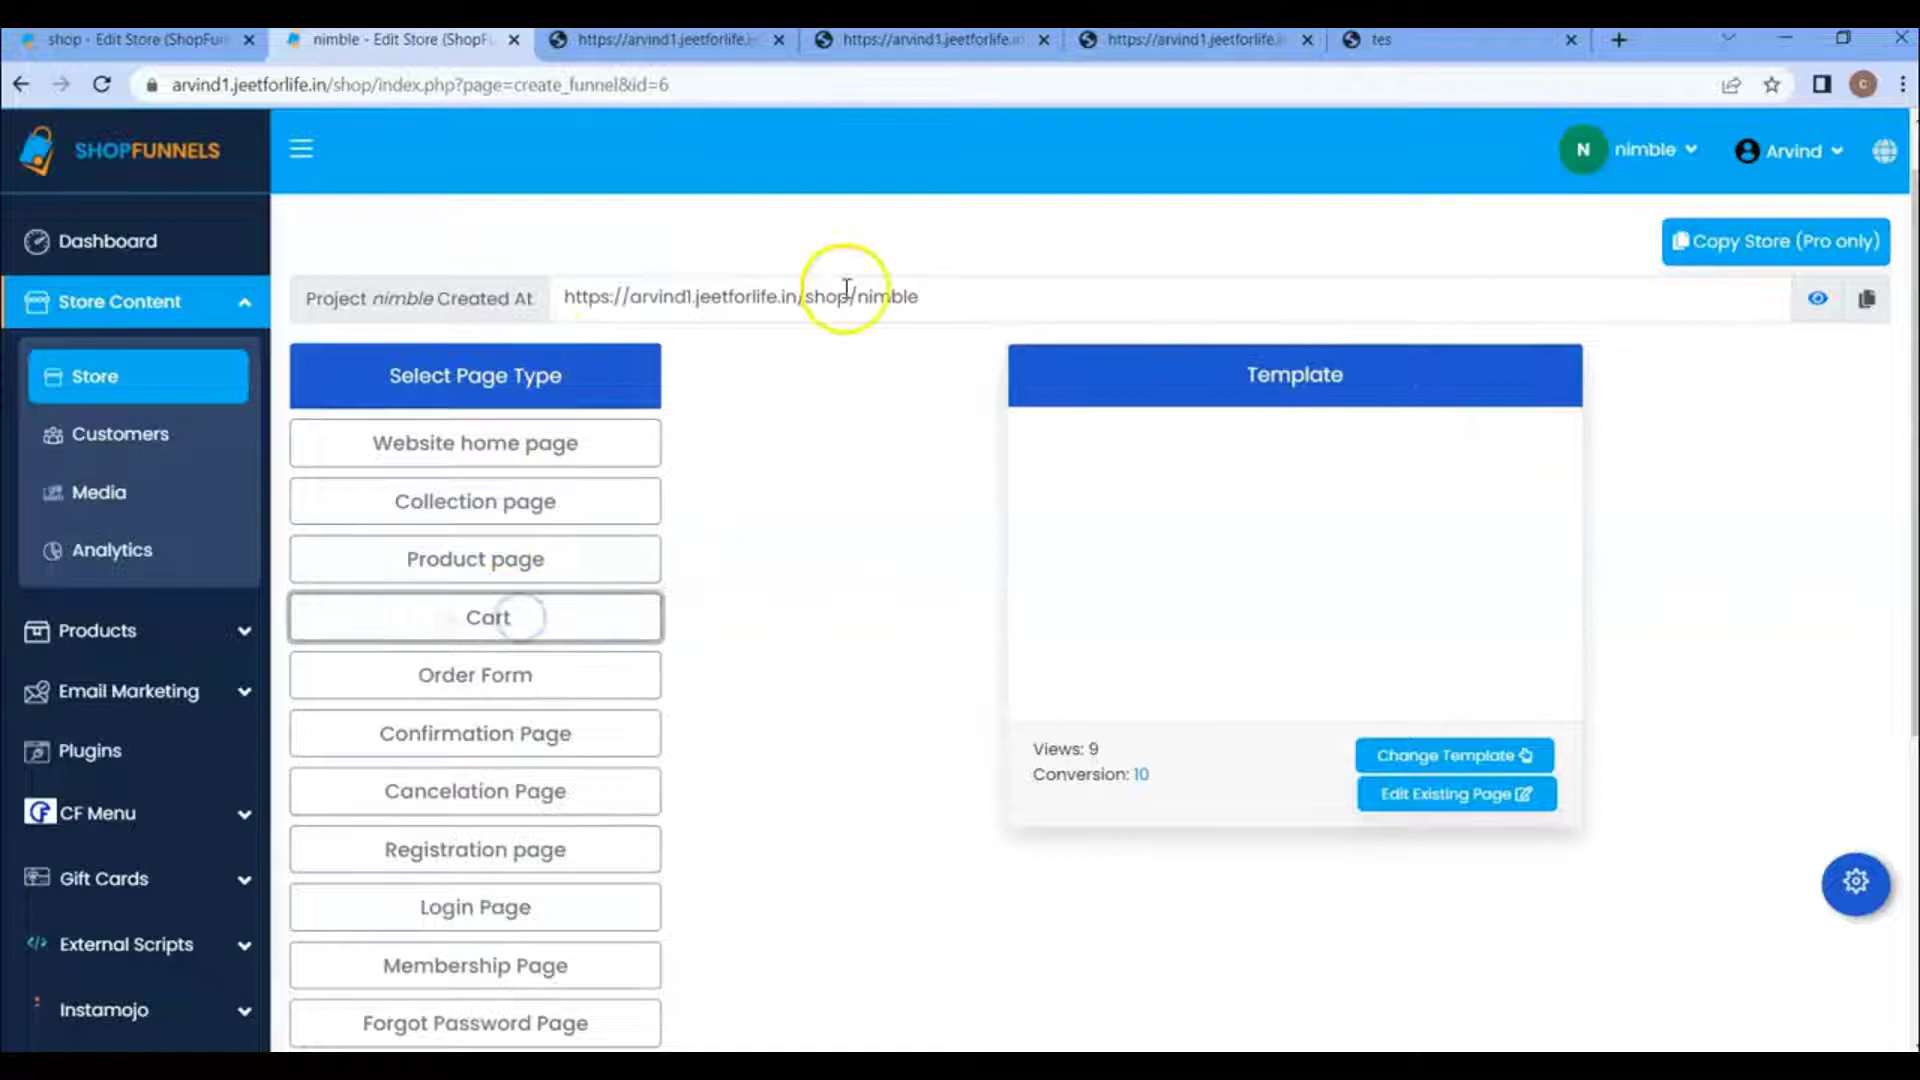 shop - Edit Store (ShopFun
nimble - Edit Store (ShopF
https://arvind1.jeetforlife.i
https://arvind1.jeetforlife.in
https://arvind1.jeetforlife.
tes
arvind1.jeetforlife.in/shop/index.php?page=create_funnel&id=6
C
SHOPFUNNELS
N
nimble
Arvind
Dashboard
Copy Store (Pro only)
Store Content
Project nimble Created At
https://arvind1.jeetforlife.in/shop/nimble
Store
Select Page Type
Template
Customers
Website home page
Media
Collection page
Analytics
Product page
Products
Cart
Email Marketing
Order Form
Plugins
Confirmation Page
Views: 9
Change Template
Conversion: 10
Edit Existing Page
CF Menu
Cancelation Page
Gift Cards
Registration page
External Scripts
Login Page
Membership Page
Instamojo
Forgot Password Page